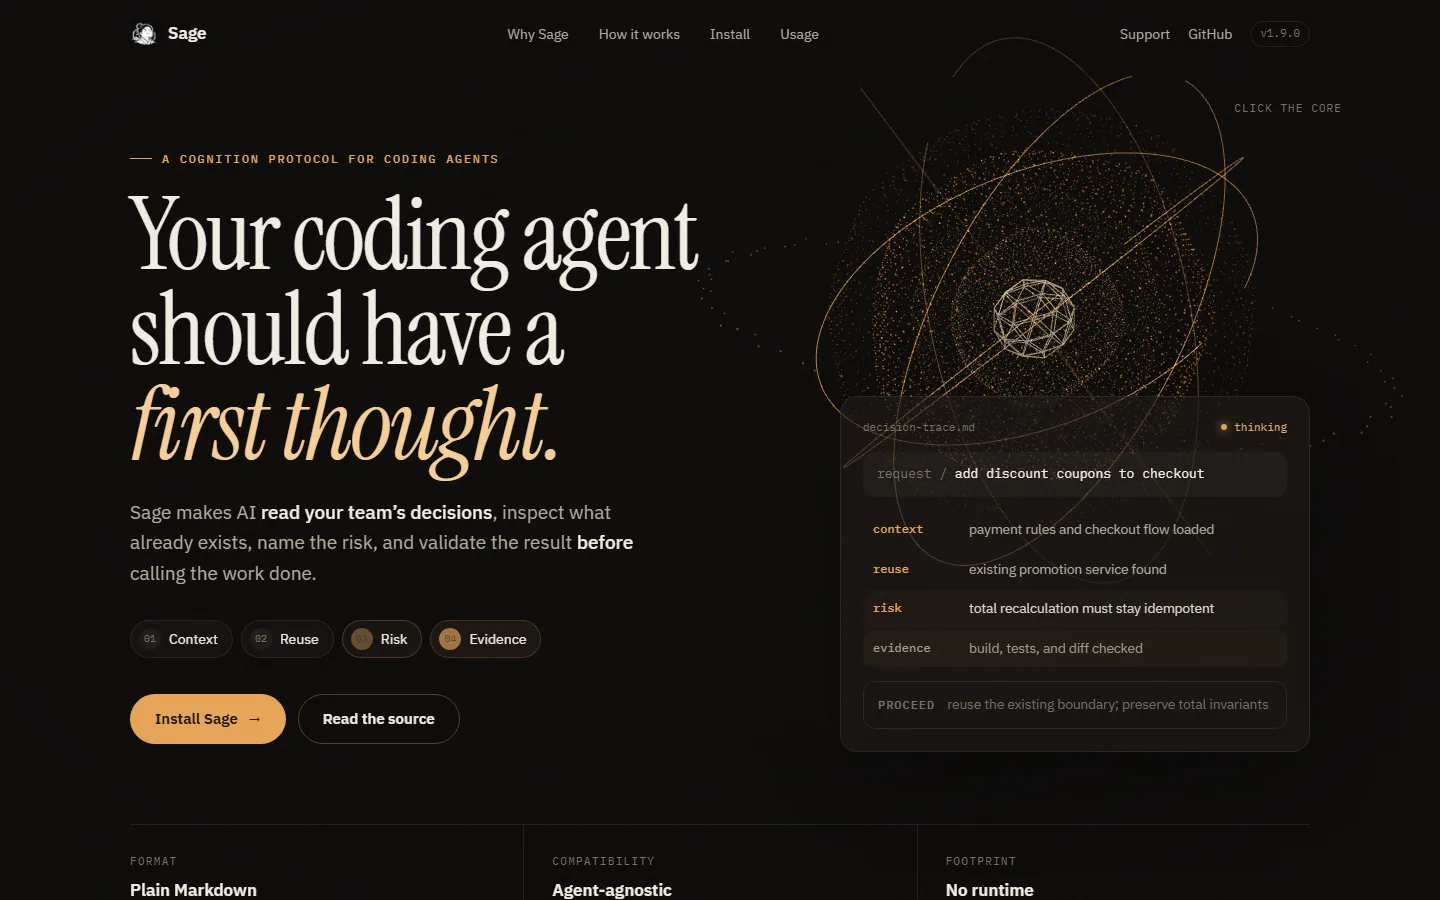 Sage
Why Sage
How it works
Install
Usage
Support
GitHub
v1.9.0
CLICK THE CORE
A COGNITION PROTOCOL FOR CODING AGENTS
Your coding agent
should have a
first thought.
Sage makes AI read your team’s decisions, inspect what
already exists, name the risk, and validate the result before
calling the work done.
01 Context
02 Reuse
03 Risk
04 Evidence
Install Sage →
Read the source
decision-trace.md
thinking
request / add discount coupons to checkout
context payment rules and checkout flow loaded
reuse existing promotion service found
risk total recalculation must stay idempotent
evidence build, tests, and diff checked
PROCEED reuse the existing boundary; preserve total invariants
FORMAT
Plain Markdown
COMPATIBILITY
Agent-agnostic
FOOTPRINT
No runtime